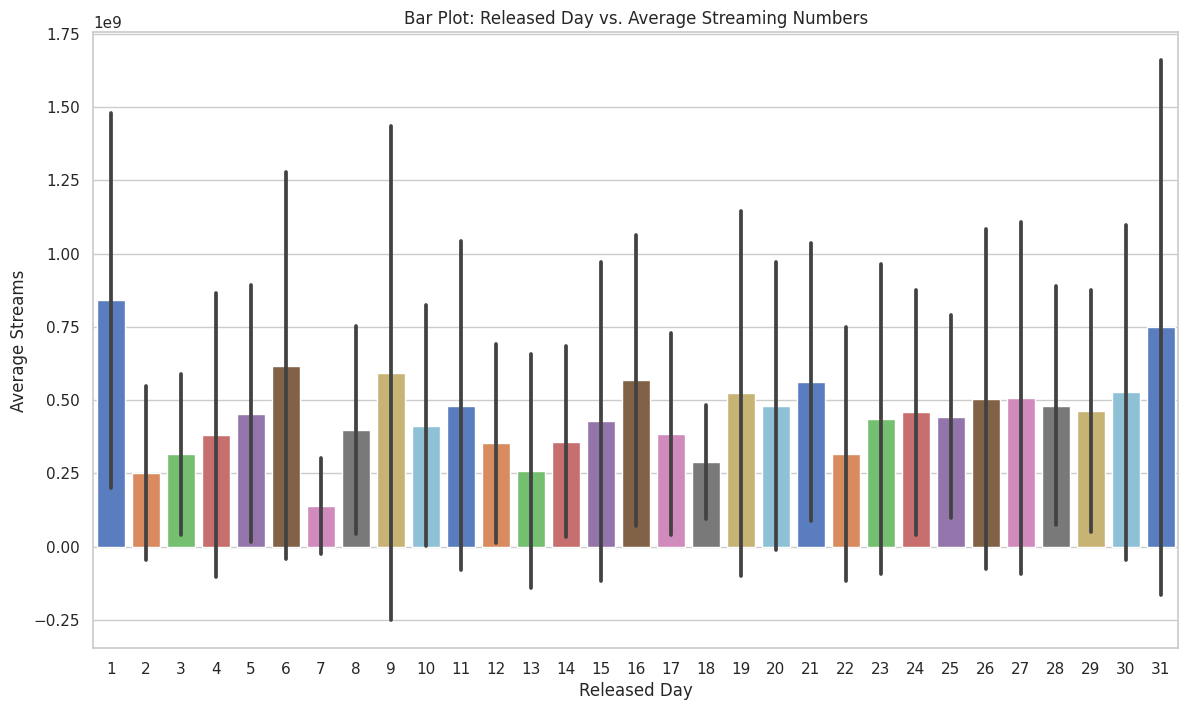 Bar Plot: Released Day vs. Average Streaming Numbers
1e9
1.75
1.50
1.25
1.00
0.75
0.50
0.25
0.00
−0.25
Average Streams
1 2 3 4 5 6 7 8 9 10 11 12 13 14 15 16 17 18 19 20 21 22 23 24 25 26 27 28 29 30 31
Released Day